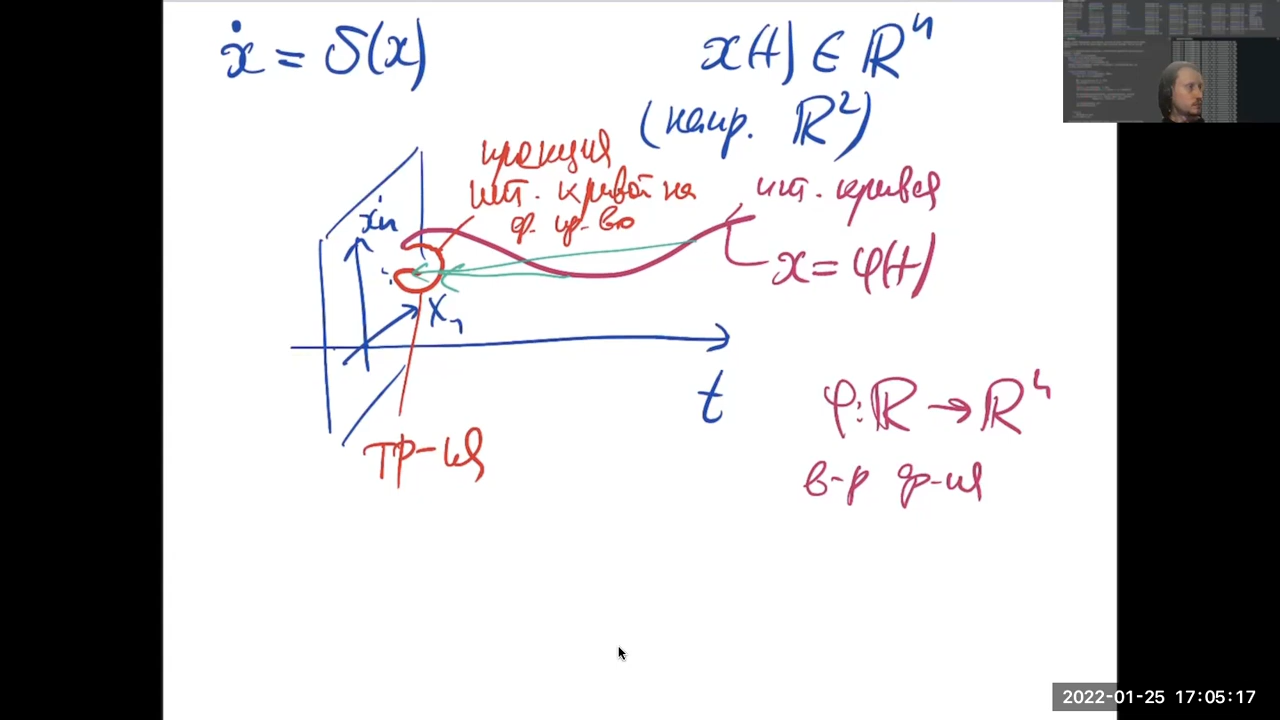 ẋ = v(x)
x(t) ∈ ℝⁿ
(напр. ℝ²)
проекция
инт. кривой на
ф. пр-во
инт. кривая
x = φ(t)
xₙ
⋮
x₁
t
тр-ия
φ: ℝ → ℝⁿ
в-р ф-ия
2022-01-25 17:05:17